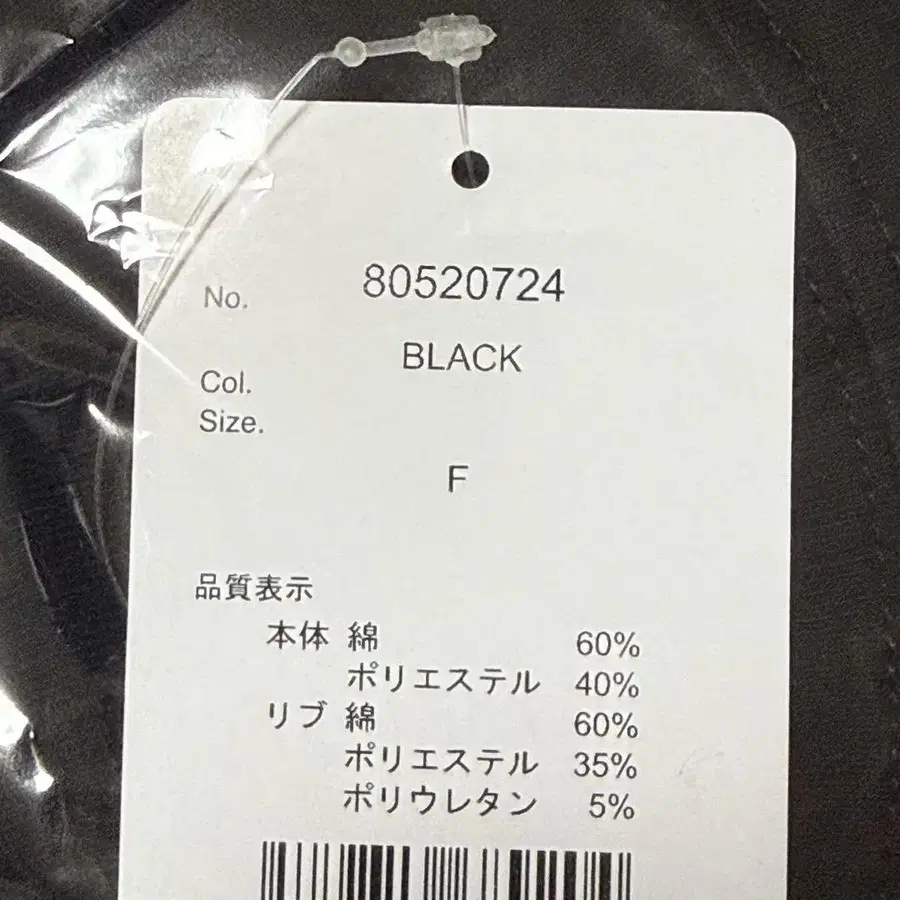 No. 80520724
BLACK
Col.
Size.
F
品質表示
本体 綿 60%
ポリエステル 40%
リブ 綿 60%
ポリエステル 35%
ポリウレタン 5%